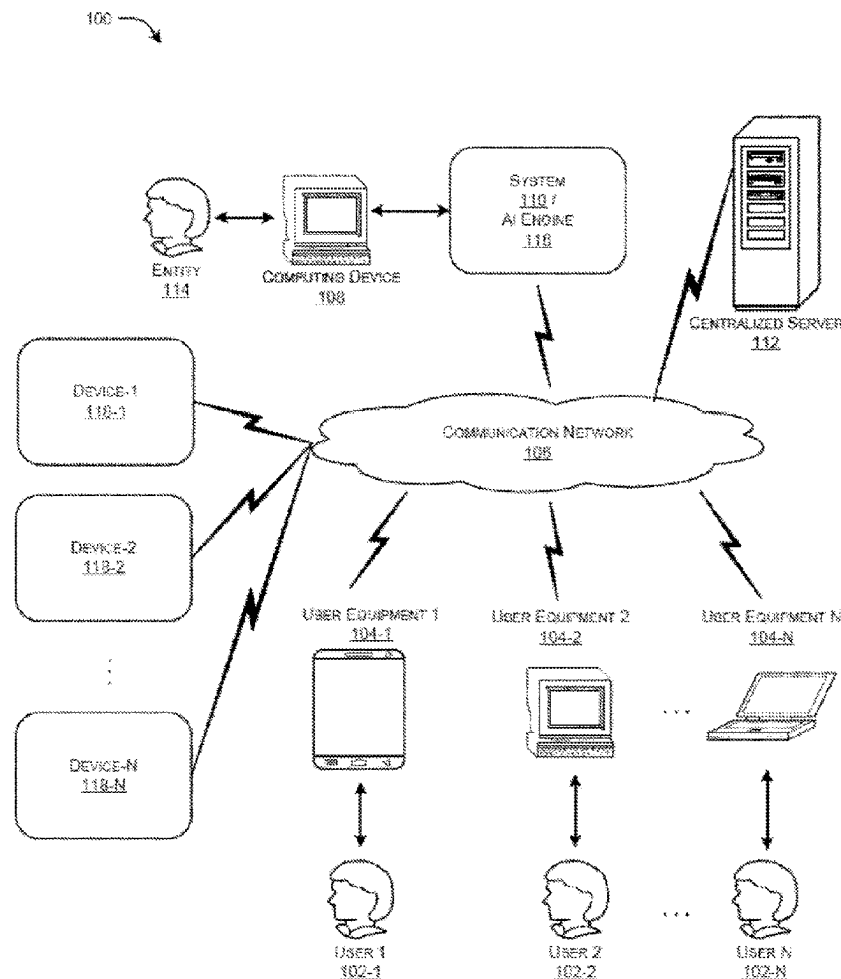 100
SYSTEM
110 /
AI ENGINE
116
ENTITY
114
COMPUTING DEVICE
108
CENTRALIZED SERVER
112
DEVICE-1
118-1
COMMUNICATION NETWORK
106
DEVICE-2
118-2
⋮
DEVICE-N
118-N
USER EQUIPMENT 1
104-1
USER EQUIPMENT 2
104-2
USER EQUIPMENT N
104-N
...
USER 1
102-1
USER 2
102-2
...
USER N
102-N